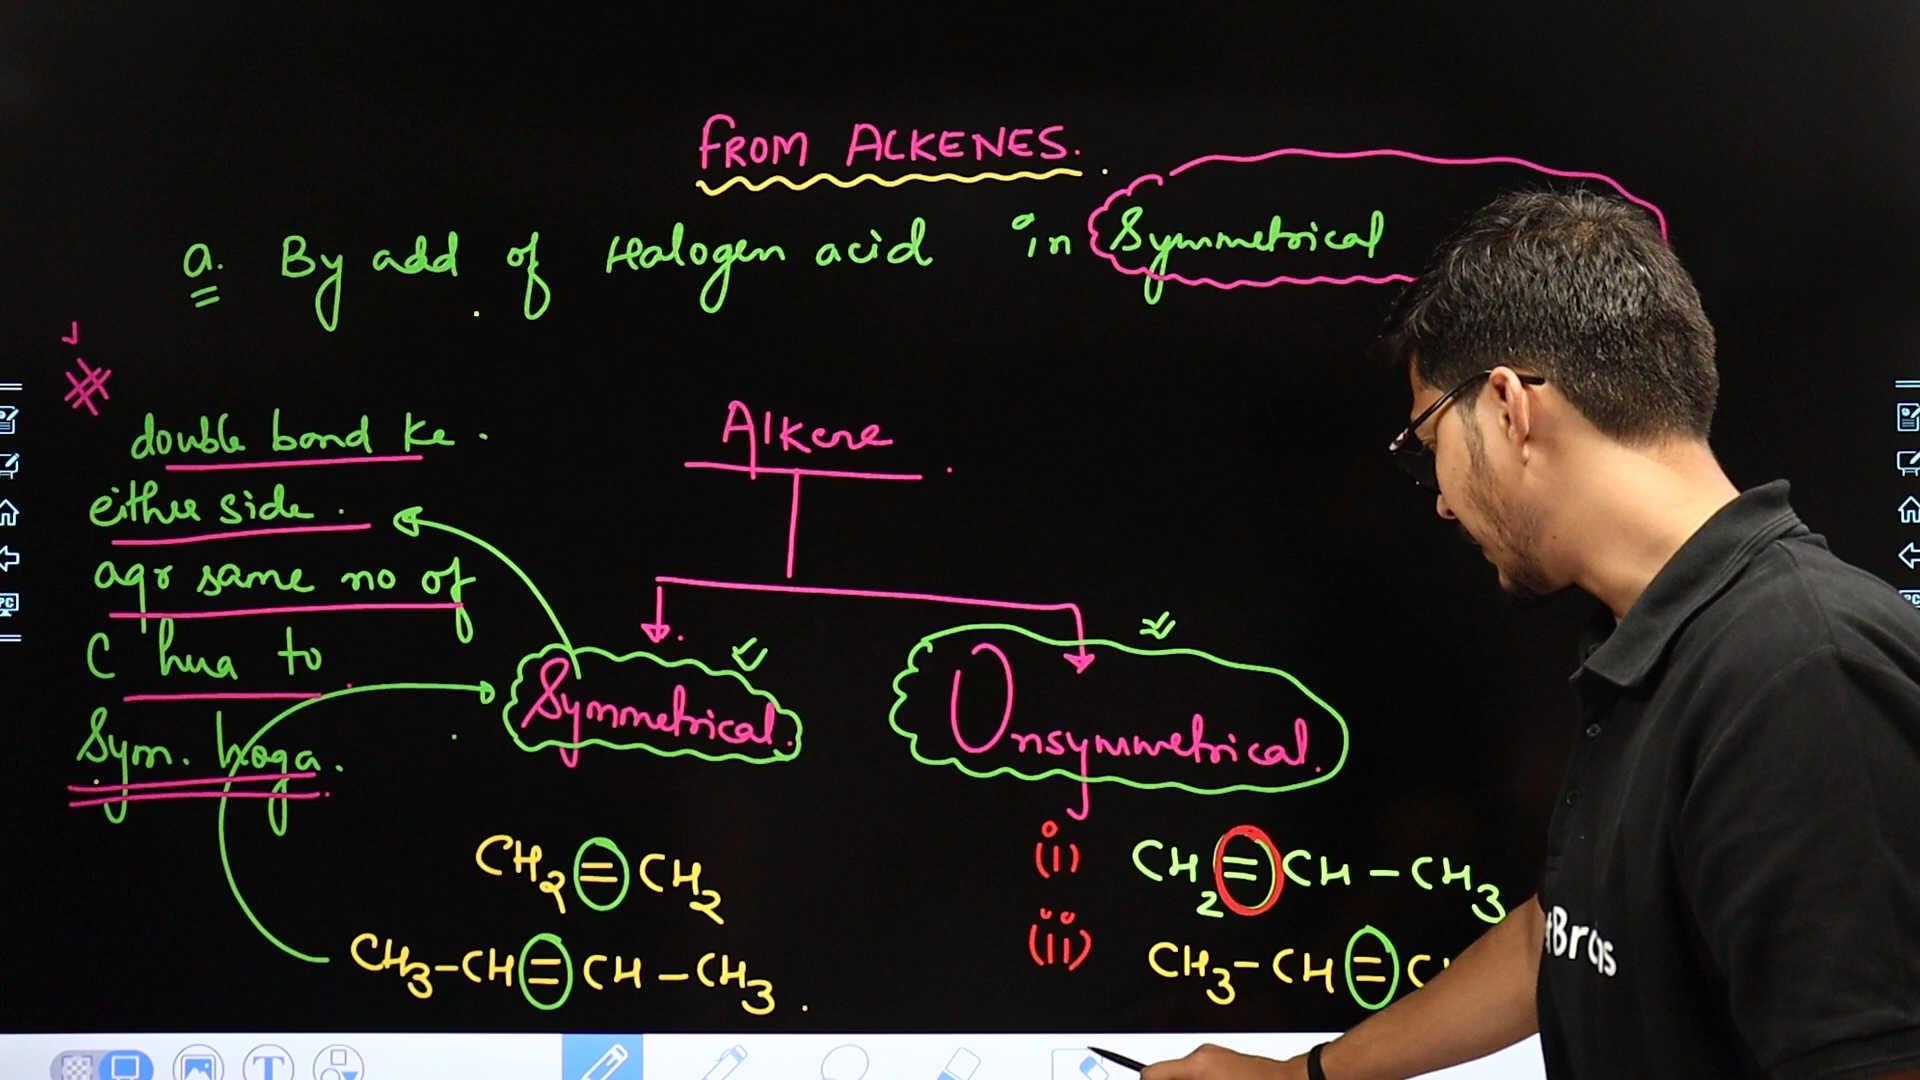 FROM ALKENES.
a. By add of Halogen acid in Symmetrical
Alkene
double bond ke.
either side.
agr same no of
C hua to
Sym. hoga.
Symmetrical.
Unsymmetrical.
CH2=CH2
CH3-CH=CH-CH3.
(i) CH2=CH-CH3
(ii) CH3-CH=C
PC
T